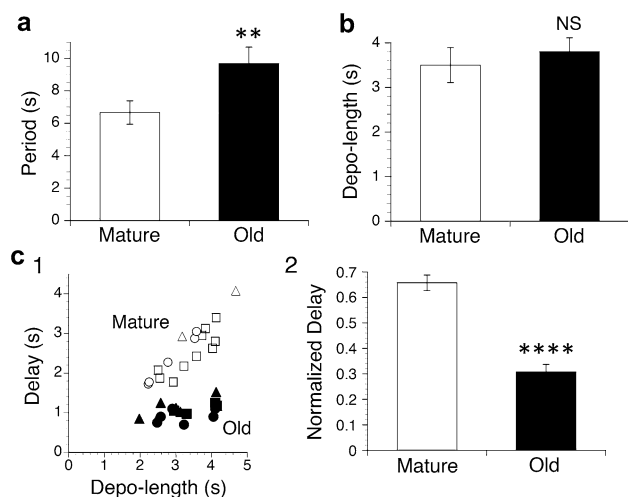 a
**
10
8
6
4
2
0
Period (s)
Mature Old
b
NS
4
3
2
1
0
Depo-length (s)
Mature Old
c 1
4
3
2
1
0
Delay (s)
Mature
Old
0 1 2 3 4 5
Depo-length (s)
2
0.7
0.6
0.5
0.4
0.3
0.2
0.1
0
Normalized Delay
****
Mature Old